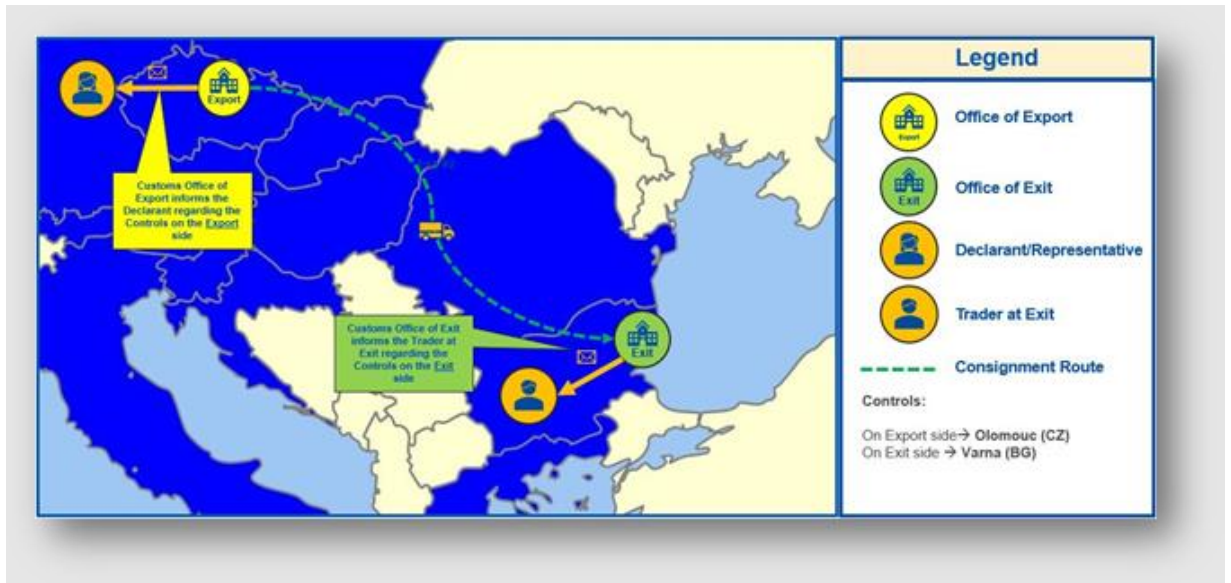 Export
Customs Office of
Export informs the
Declarant regarding the
Controls on the Export
side
Customs Office of Exit
informs the Trader at
Exit regarding the
Controls on the Exit
side
Exit
Legend
Export
Office of Export
Exit
Office of Exit
Declarant/Representative
Trader at Exit
Consignment Route
Controls:
On Export side→ Olomouc (CZ)
On Exit side → Varna (BG)